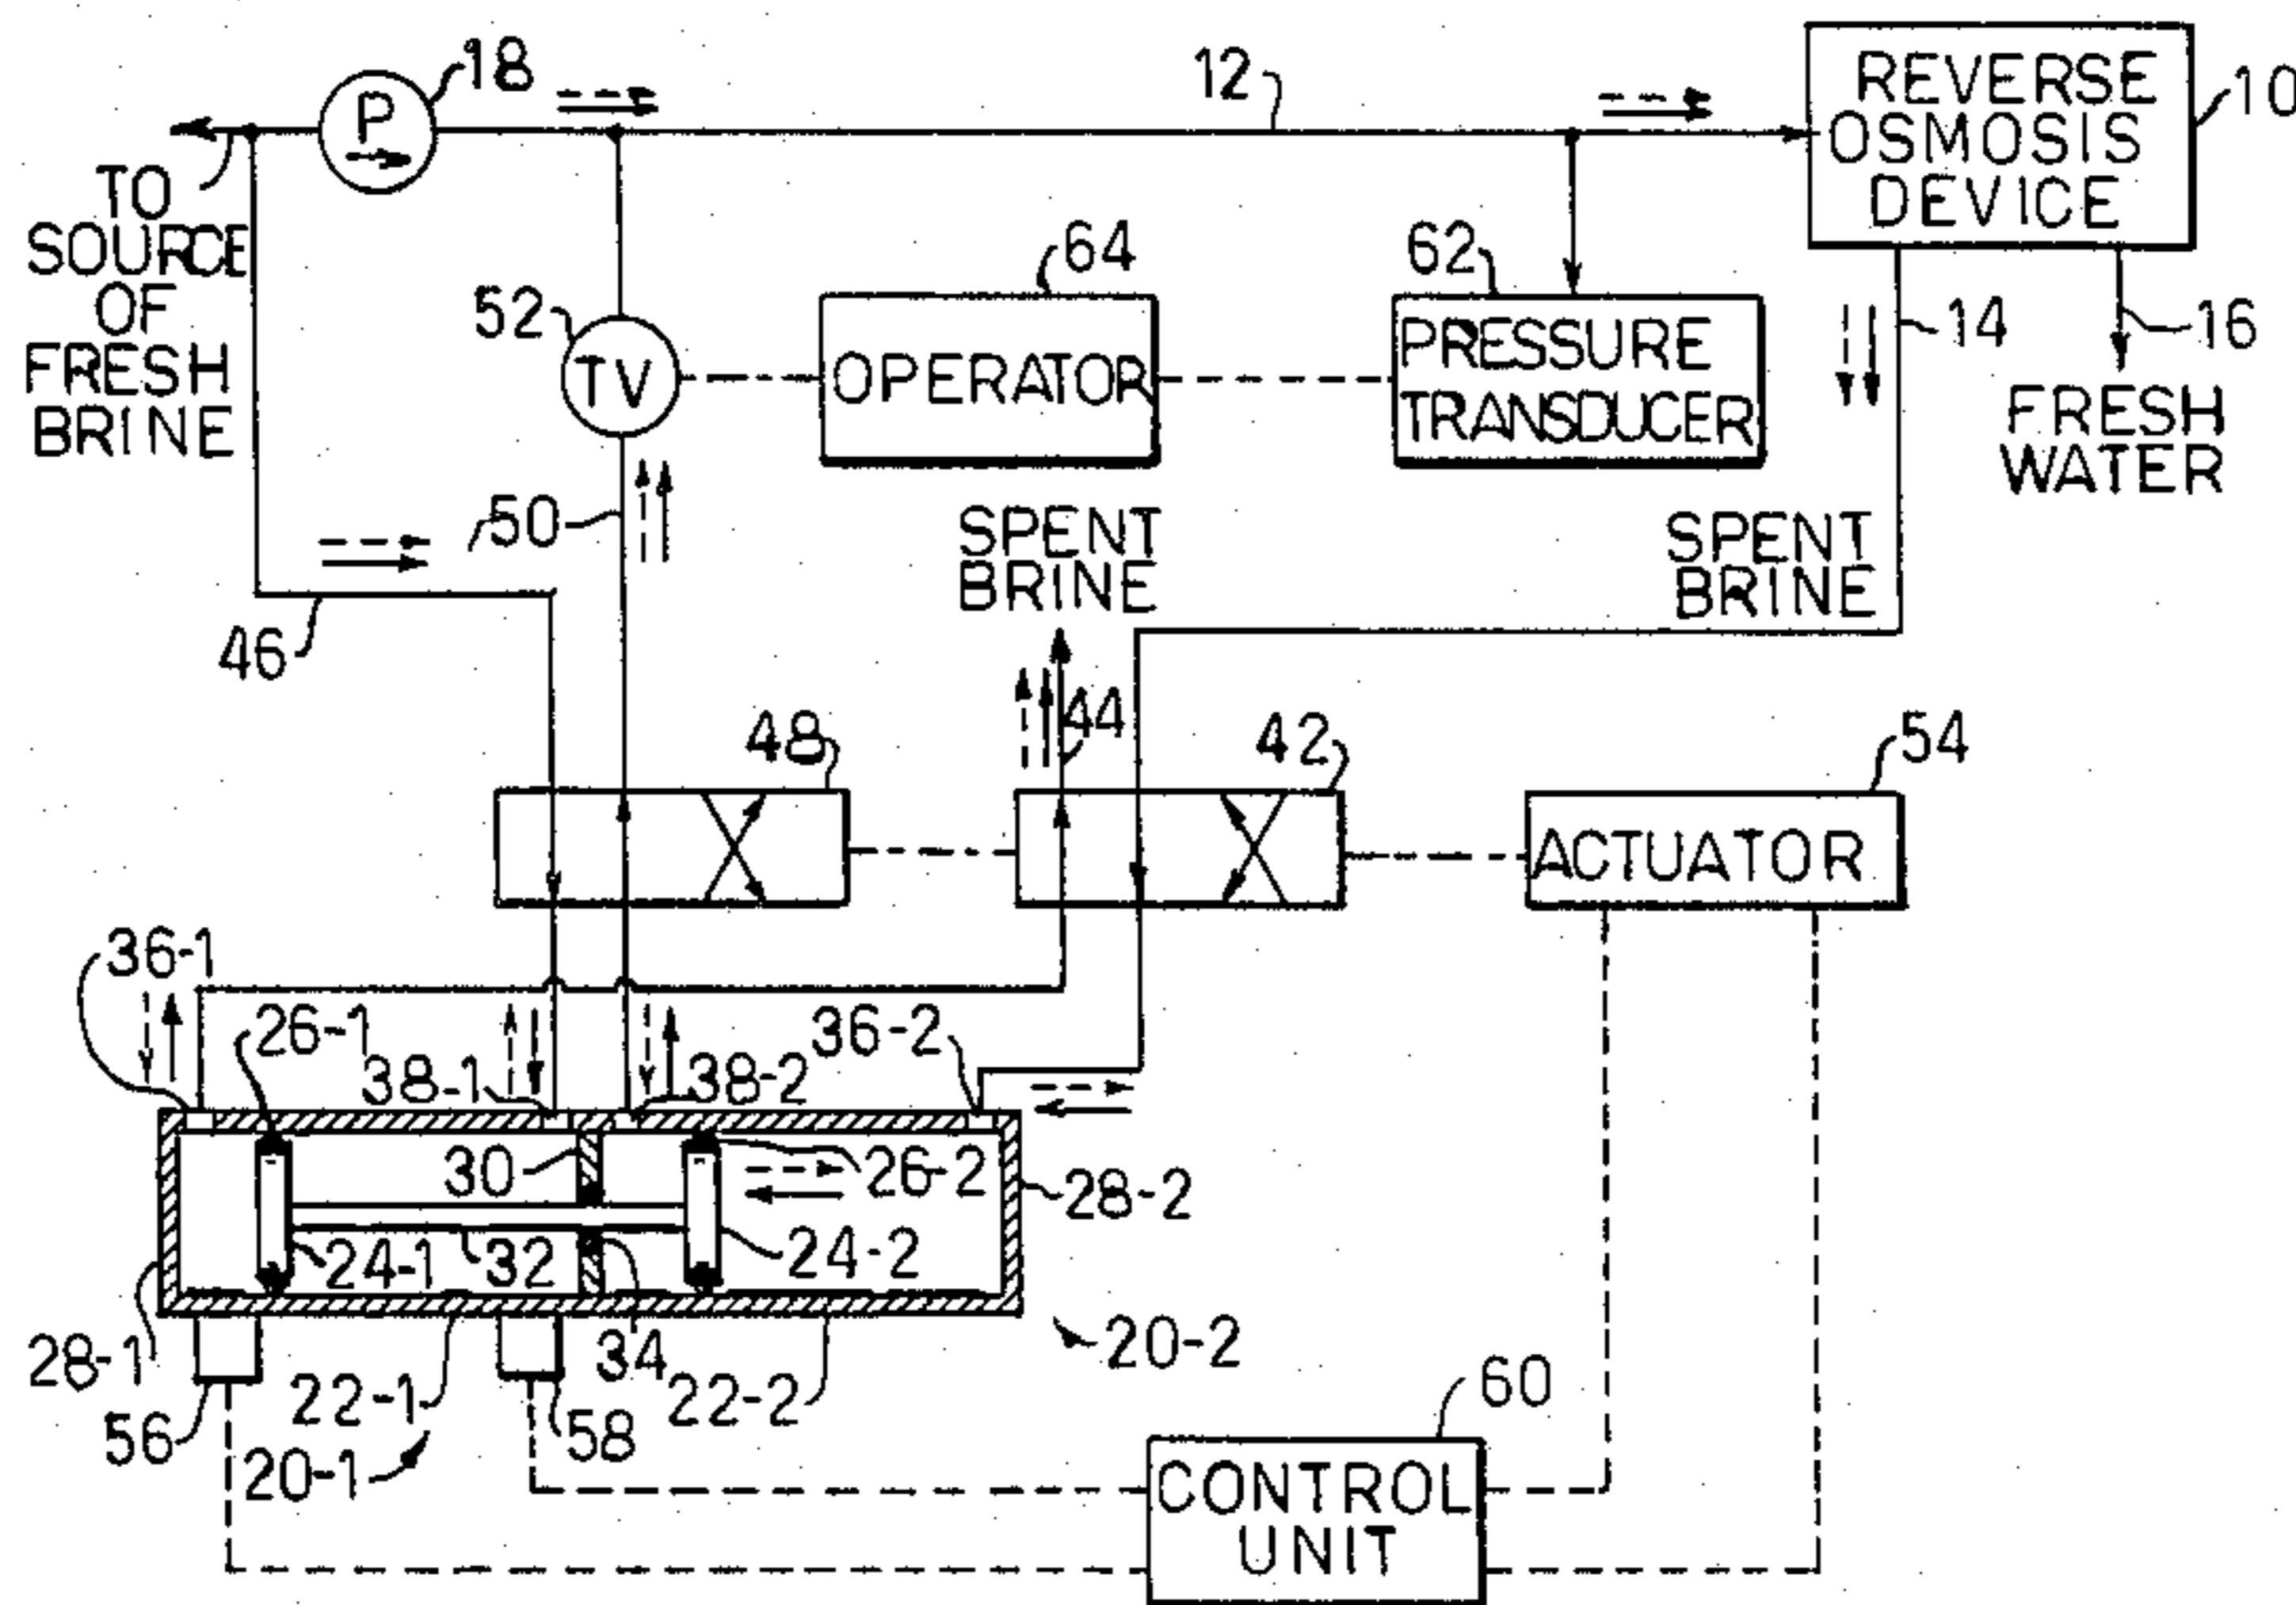 18
P
12
REVERSE
OSMOSIS
DEVICE
10
TO
SOURCE
OF
FRESH
BRINE
64
62
52
TV
OPERATOR
PRESSURE
TRANSDUCER
14
16
FRESH
WATER
50
SPENT
BRINE
SPENT
BRINE
46
48
44
42
54
ACTUATOR
36-1
26-1
38-1
38-2
36-2
30
26-2
28-2
24-1
32
24-2
28-1
34
20-2
22-1
22-2
56
58
20-1
60
CONTROL
UNIT